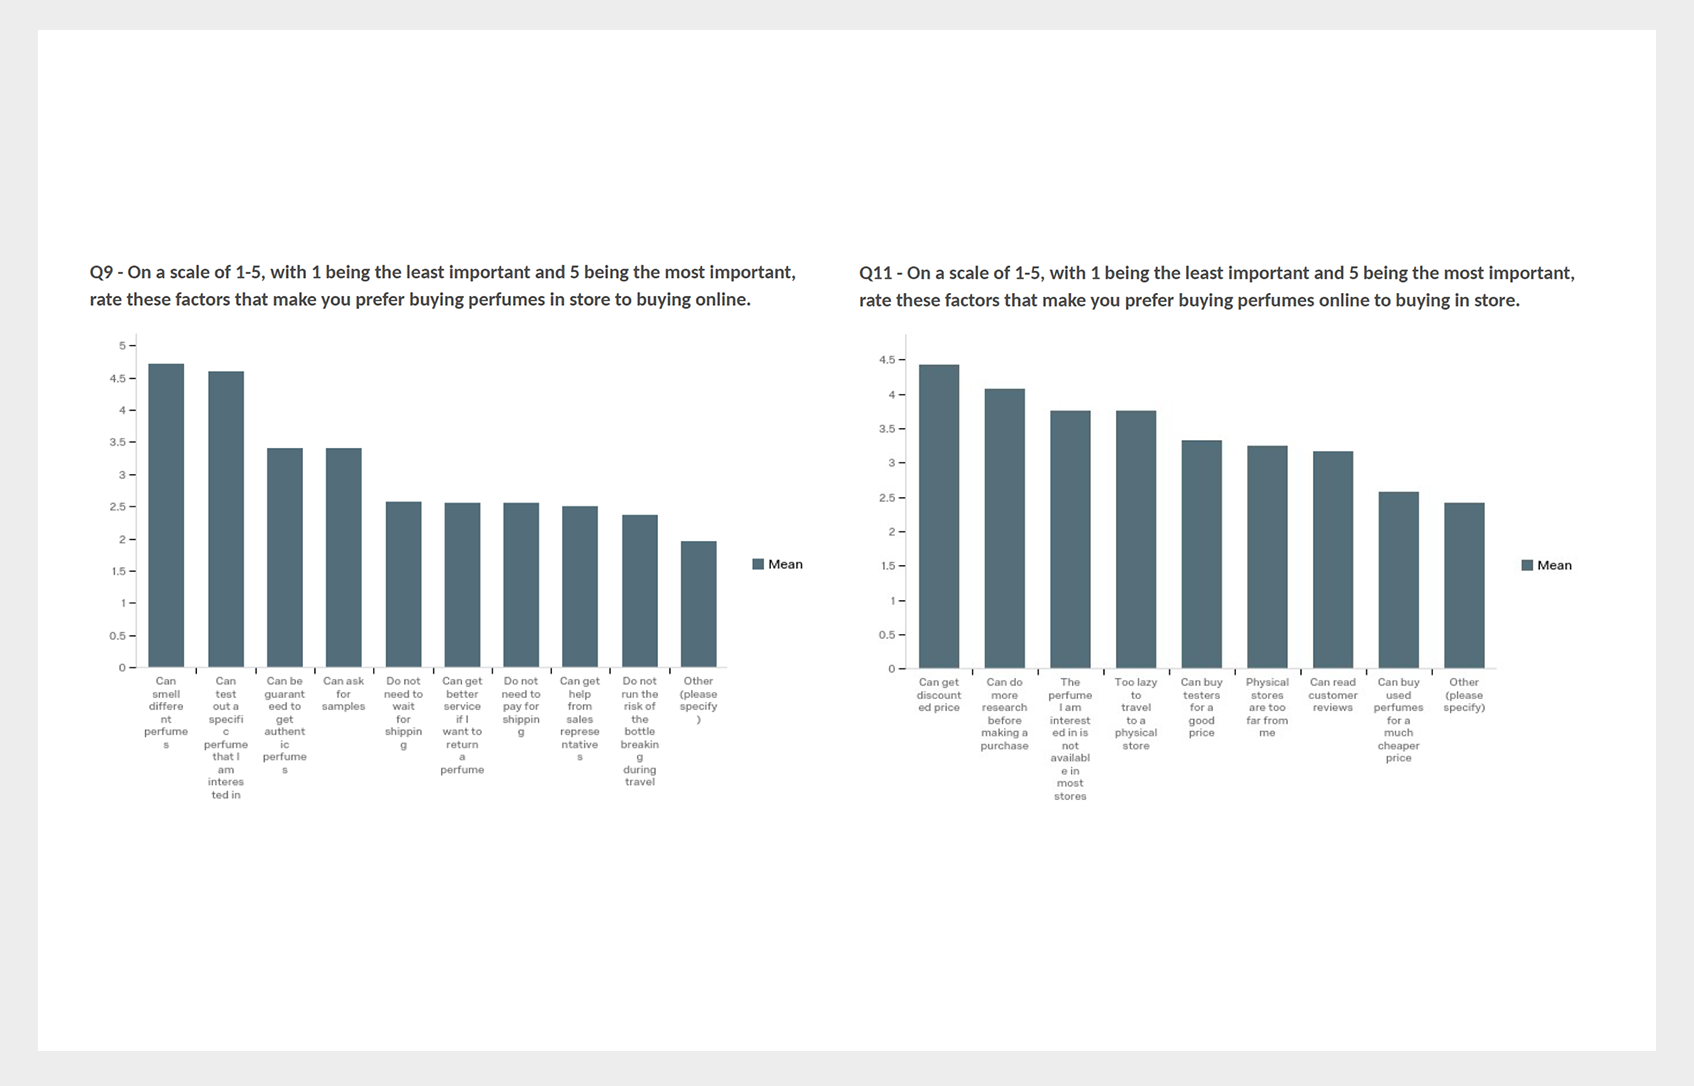 Q9 - On a scale of 1-5, with 1 being the least important and 5 being the most important,
rate these factors that make you prefer buying perfumes in store to buying online.
5
4.5
4
3.5
3
2.5
2
1.5
1
0.5
0
Can
smell
differe
nt
perfume
s
Can
test
out a
specifi
c
perfume
that I
am
interes
ted in
Can be
guarant
eed to
get
authent
ic
perfume
s
Can ask
for
samples
Do not
need to
wait
for
shippin
g
Can get
better
service
if I
want to
return
a
perfume
Do not
need to
pay for
shippin
g
Can get
help
from
sales
represe
ntative
s
Do not
run the
risk of
the
bottle
breakin
g
during
travel
Other
(please
specify
)
Mean
Q11 - On a scale of 1-5, with 1 being the least important and 5 being the most important,
rate these factors that make you prefer buying perfumes online to buying in store.
4.5
4
3.5
3
2.5
2
1.5
1
0.5
0
Can get
discount
ed price
Can do
more
research
before
making a
purchase
The
perfume
I am
interest
ed in is
not
availabl
e in
most
stores
Too lazy
to
travel
to a
physical
store
Can buy
testers
for a
good
price
Physical
stores
are too
far from
me
Can read
customer
reviews
Can buy
used
perfumes
for a
much
cheaper
price
Other
(please
specify)
Mean